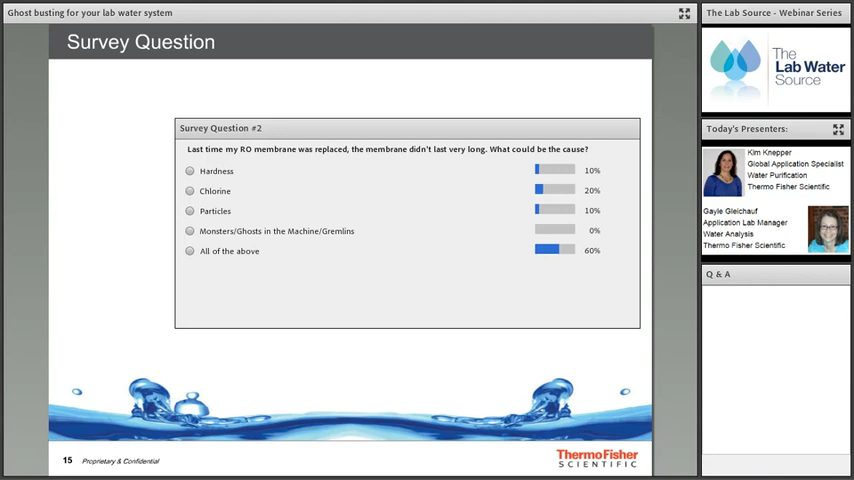 Ghost busting for your lab water system
Survey Question
Survey Question #2
Last time my RO membrane was replaced, the membrane didn't last very long. What could be the cause?
Hardness 10%
Chlorine 20%
Particles 10%
Monsters/Ghosts in the Machine/Gremlins 0%
All of the above 60%
15 Proprietary & Confidential
ThermoFisher
SCIENTIFIC
The Lab Source - Webinar Series
The
Lab Water
Source
Today's Presenters:
Kim Knepper
Global Application Specialist
Water Purification
Thermo Fisher Scientific
Gayle Gleichauf
Application Lab Manager
Water Analysis
Thermo Fisher Scientific
Q & A